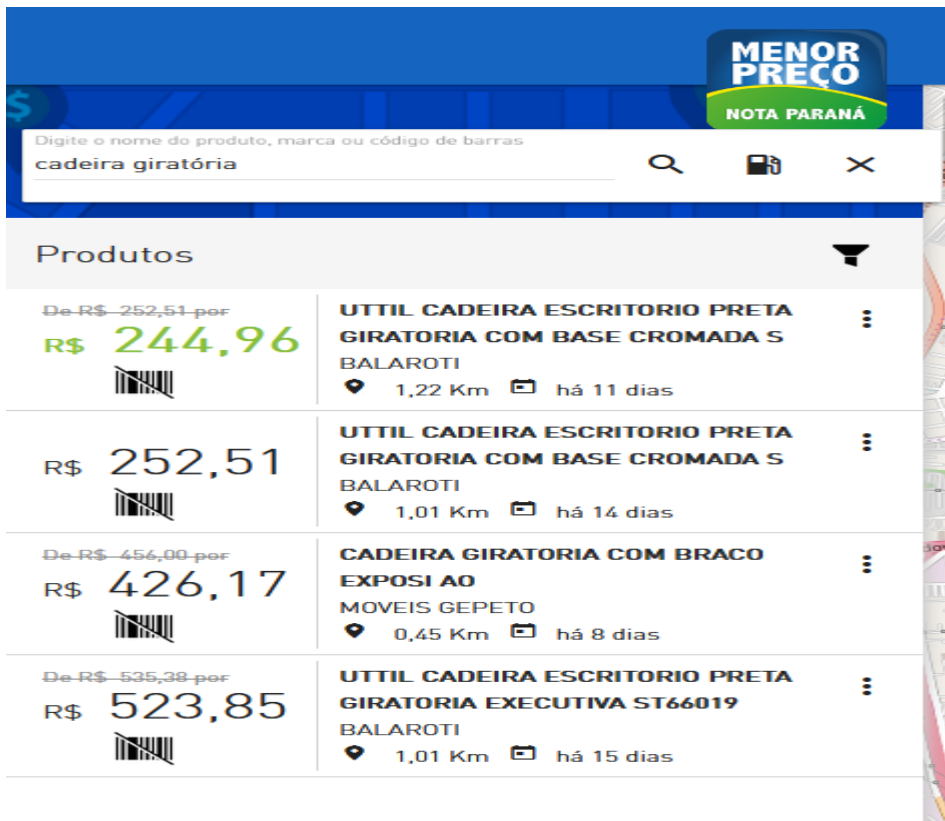 MENOR
PREÇO
NOTA PARANÁ
Digite o nome do produto, marca ou código de barras
cadeira giratória
Produtos
De R$ 252,51 por
R$ 244,96
UTTIL CADEIRA ESCRITORIO PRETA
GIRATORIA COM BASE CROMADA S
BALAROTI
1,22 Km há 11 dias
R$ 252,51
UTTIL CADEIRA ESCRITORIO PRETA
GIRATORIA COM BASE CROMADA S
BALAROTI
1,01 Km há 14 dias
De R$ 456,00 por
R$ 426,17
CADEIRA GIRATORIA COM BRACO
EXPOSI AO
MOVEIS GEPETO
0,45 Km há 8 dias
De R$ 535,38 por
R$ 523,85
UTTIL CADEIRA ESCRITORIO PRETA
GIRATORIA EXECUTIVA ST66019
BALAROTI
1,01 Km há 15 dias